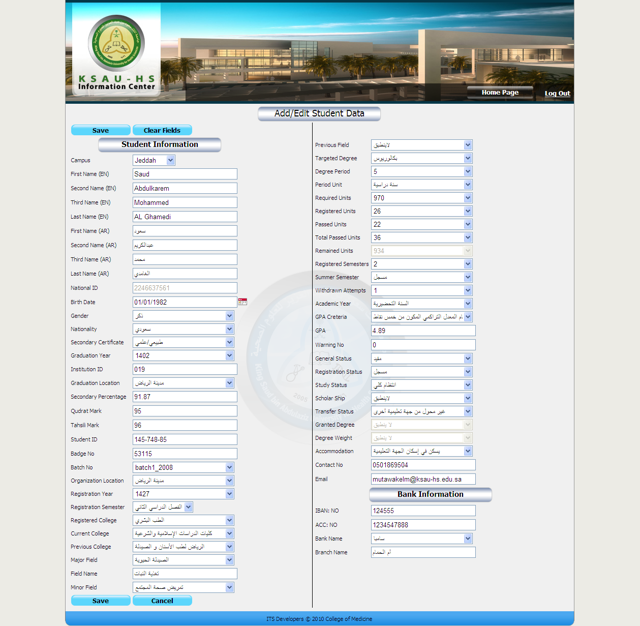 KSAU-HS
Information Center
Home Page
Log Out
Add/Edit Student Data
Save Clear Fields
Student Information
Campus Jeddah
First Name (EN) Saud
Second Name (EN) Abdulkarem
Third Name (EN) Mohammed
Last Name (EN) AL Ghamedi
First Name (AR) سعود
Second Name (AR) عبدالكريم
Third Name (AR) محمد
Last Name (AR) الغامدي
National ID 2246637561
Birth Date 01/01/1982
Gender ذكر
Nationality سعودي
Secondary Certificate طبيعي/علمي
Graduation Year 1402
Institution ID 019
Graduation Location مدينة الرياض
Secondary Percentage 91.87
Qudrat Mark 95
Tahsili Mark 96
Student ID 145-748-85
Badge No 53115
Batch No batch1_2008
Organization Location مدينة الرياض
Registration Year 1427
Registration Semester الفصل الدراسي الثاني
Registered College الطب البشري
Current College كليات الدراسات الإسلامية والشرعية
Previous College الرياض لطب الأسنان و الصيدلة
Major Field الصيدلة الحيوية
Field Name تغذية النبات
Minor Field تمريض صحة المجتمع
Save Cancel
Previous Field لاينطبق
Targeted Degree بكالوريوس
Degree Period 5
Period Unit سنة دراسية
Required Units 970
Registered Units 26
Passed Units 22
Total Passed Units 36
Remained Units 934
Registered Semesters 2
Summer Semester مسجل
Withdrawn Attempts 1
Academic Year السنة التحضيرية
GPA Creteria المعدل التراكمي المكون من خمس نقاط
GPA 4.89
Warning No 0
General Status مقيد
Registration Status مسجل
Study Status انتظام كلي
Scholar Ship لاينطبق
Transfer Status غير محول من جهة تعليمية أخرى
Granted Degree لا ينطبق
Degree Weight لا ينطبق
Accommodation يسكن في إسكان الجهة التعليمية
Contact No 0501869504
Email mutawakelm@ksau-hs.edu.sa
Bank Information
IBAN: NO 124555
ACC: NO 1234547888
Bank Name سامبا
Branch Name أم الحمام
ITS Developers © 2010 College of Medicine